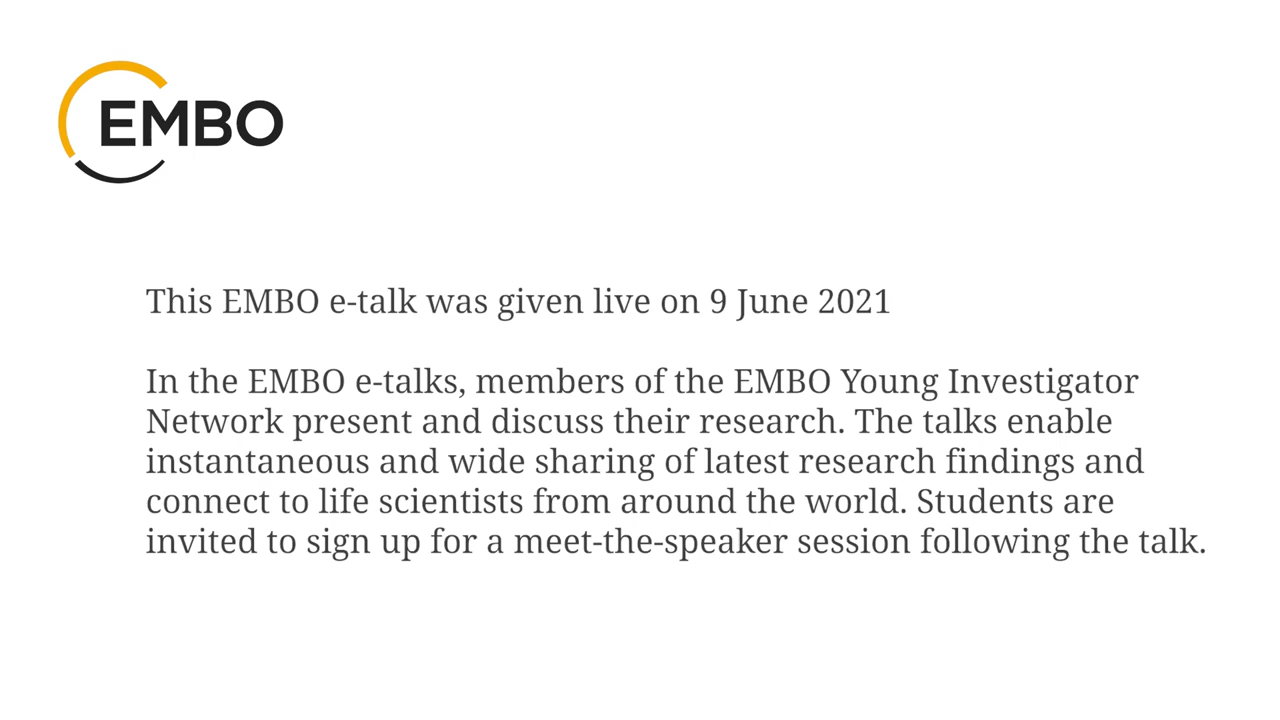 EMBO
This EMBO e-talk was given live on 9 June 2021
In the EMBO e-talks, members of the EMBO Young Investigator
Network present and discuss their research. The talks enable
instantaneous and wide sharing of latest research findings and
connect to life scientists from around the world. Students are
invited to sign up for a meet-the-speaker session following the talk.